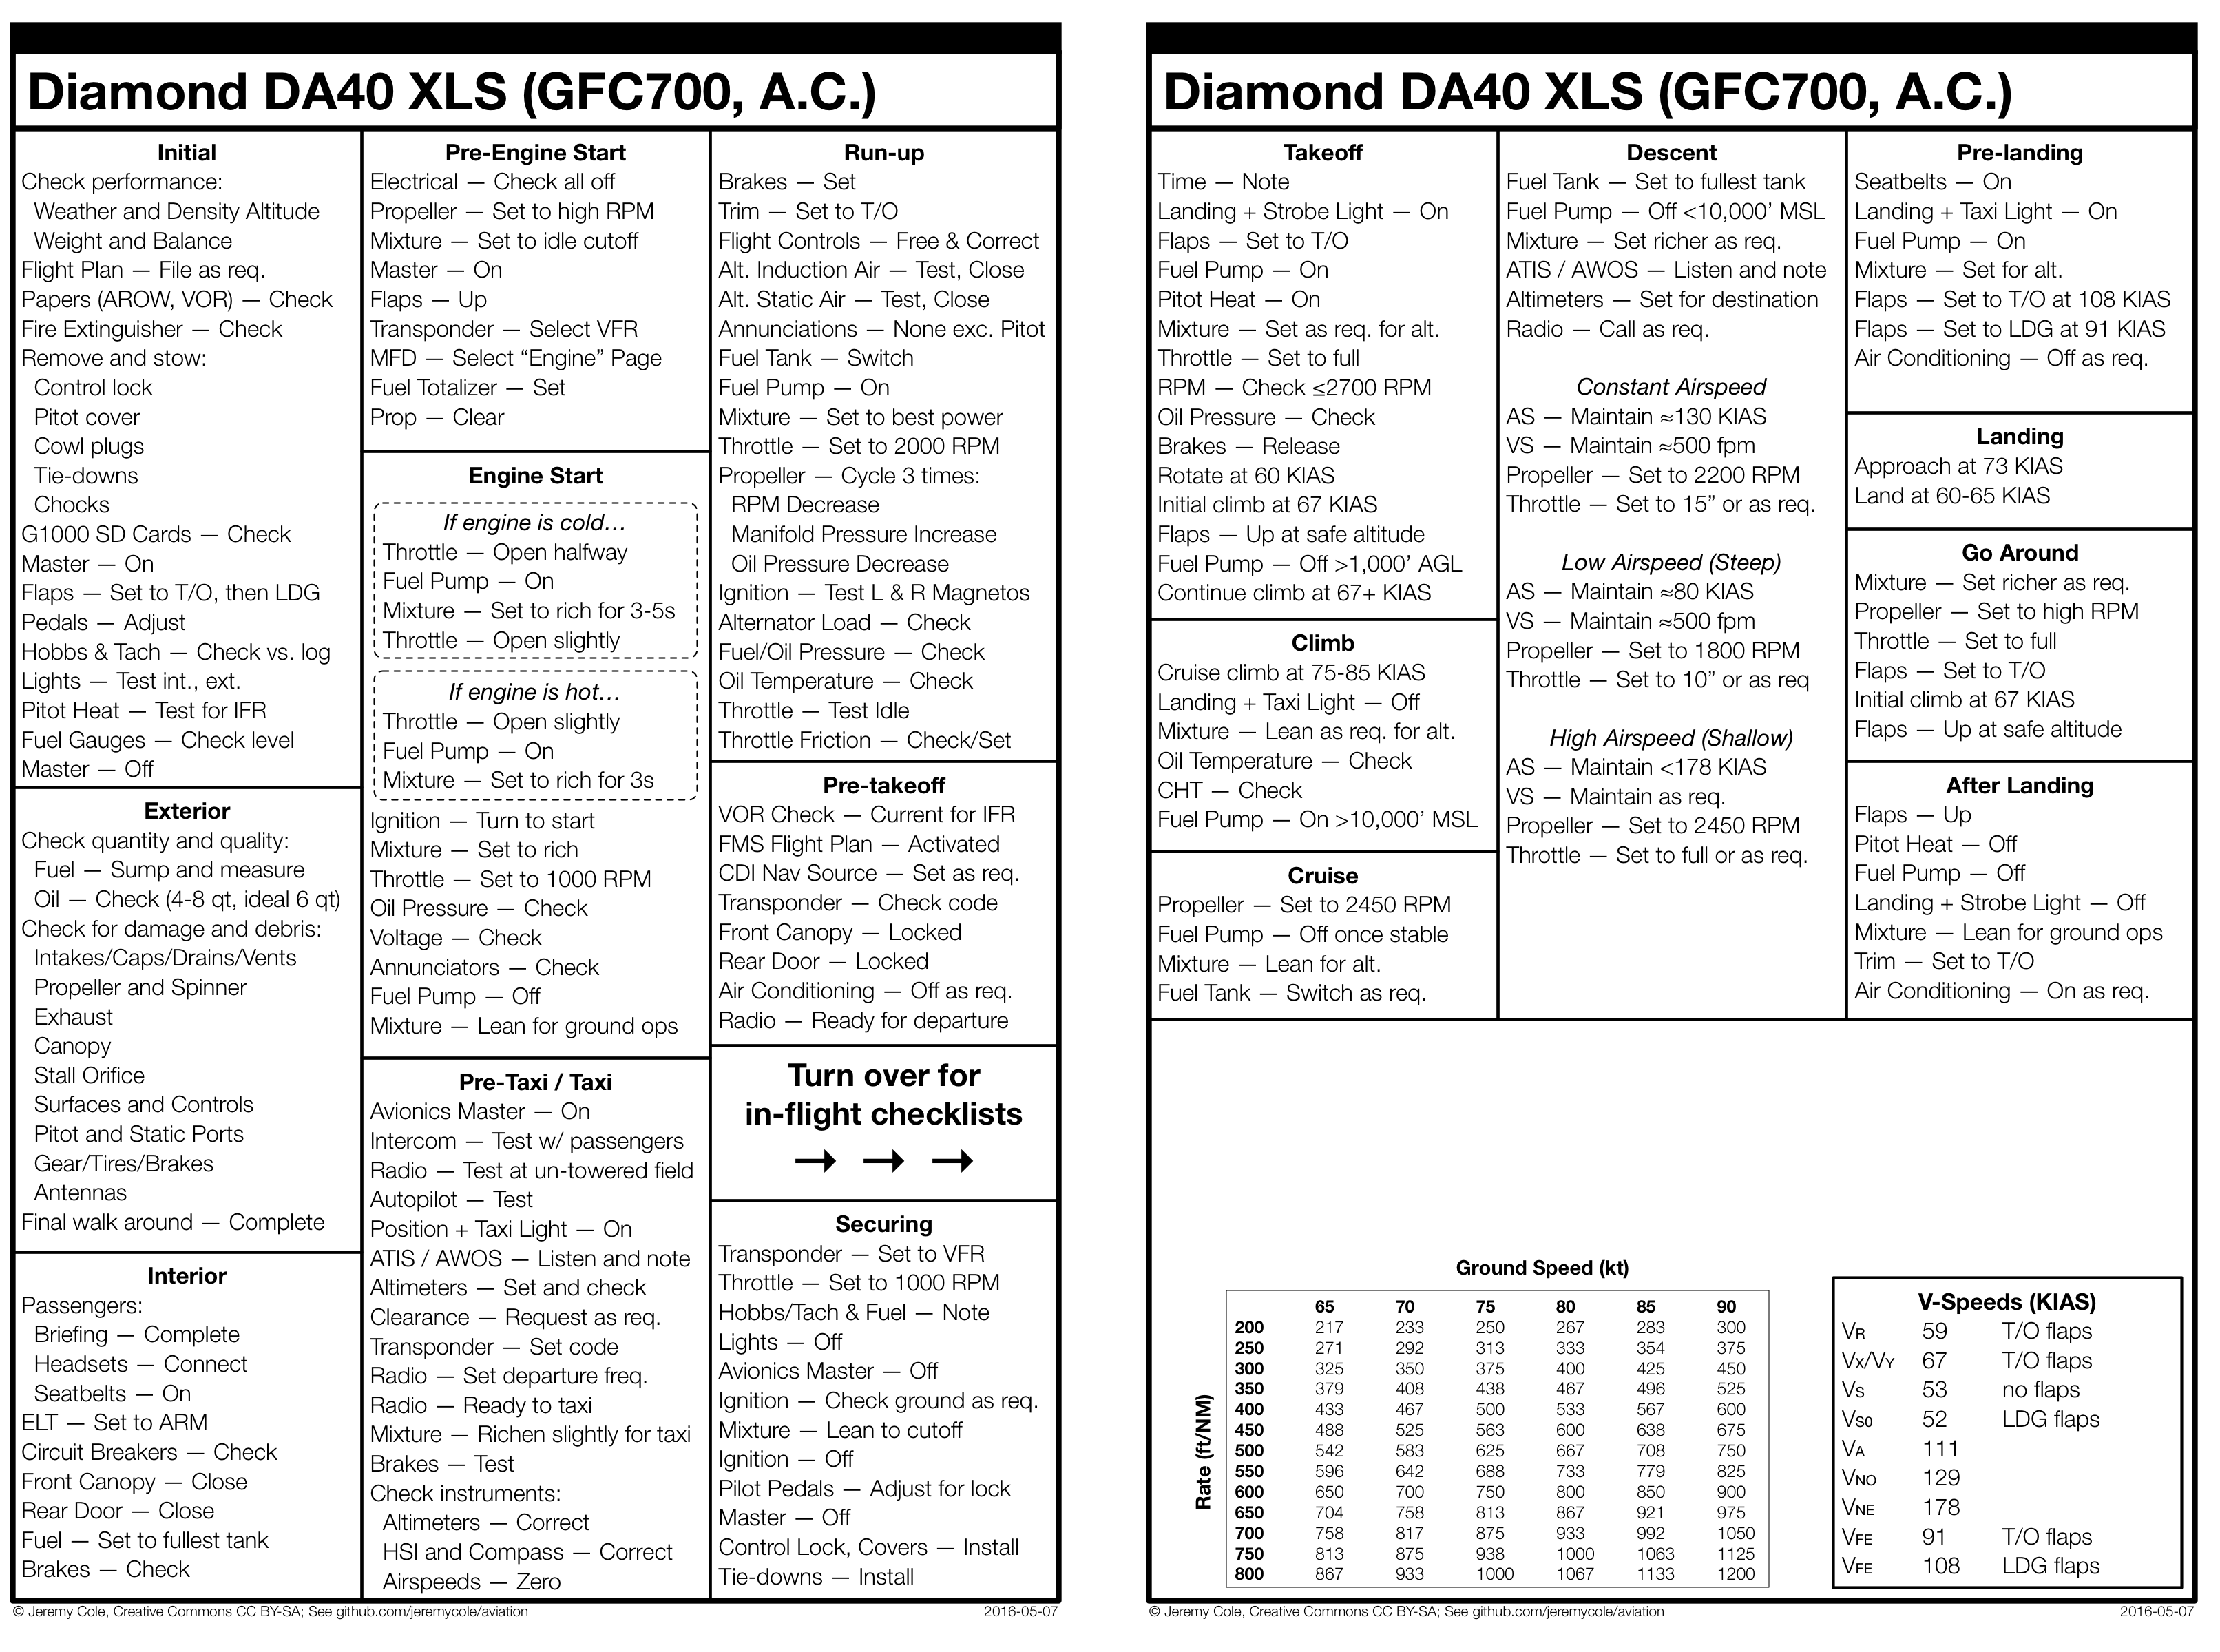 Diamond DA40 XLS (GFC700, A.C.)
Initial
Check performance:
Weather and Density Altitude
Weight and Balance
Flight Plan — File as req.
Papers (AROW, VOR) — Check
Fire Extinguisher — Check
Remove and stow:
Control lock
Pitot cover
Cowl plugs
Tie-downs
Chocks
G1000 SD Cards — Check
Master — On
Flaps — Set to T/O, then LDG
Pedals — Adjust
Hobbs & Tach — Check vs. log
Lights — Test int., ext.
Pitot Heat — Test for IFR
Fuel Gauges — Check level
Master — Off
Exterior
Check quantity and quality:
Fuel — Sump and measure
Oil — Check (4-8 qt, ideal 6 qt)
Check for damage and debris:
Intakes/Caps/Drains/Vents
Propeller and Spinner
Exhaust
Canopy
Stall Orifice
Surfaces and Controls
Pitot and Static Ports
Gear/Tires/Brakes
Antennas
Final walk around — Complete
Interior
Passengers:
Briefing — Complete
Headsets — Connect
Seatbelts — On
ELT — Set to ARM
Circuit Breakers — Check
Front Canopy — Close
Rear Door — Close
Fuel — Set to fullest tank
Brakes — Check
Pre-Engine Start
Electrical — Check all off
Propeller — Set to high RPM
Mixture — Set to idle cutoff
Master — On
Flaps — Up
Transponder — Select VFR
MFD — Select “Engine” Page
Fuel Totalizer — Set
Prop — Clear
Engine Start
If engine is cold…
Throttle — Open halfway
Fuel Pump — On
Mixture — Set to rich for 3-5s
Throttle — Open slightly
If engine is hot…
Throttle — Open slightly
Fuel Pump — On
Mixture — Set to rich for 3s
Ignition — Turn to start
Mixture — Set to rich
Throttle — Set to 1000 RPM
Oil Pressure — Check
Voltage — Check
Annunciators — Check
Fuel Pump — Off
Mixture — Lean for ground ops
Pre-Taxi / Taxi
Avionics Master — On
Intercom — Test w/ passengers
Radio — Test at un-towered field
Autopilot — Test
Position + Taxi Light — On
ATIS / AWOS — Listen and note
Altimeters — Set and check
Clearance — Request as req.
Transponder — Set code
Radio — Set departure freq.
Radio — Ready to taxi
Mixture — Richen slightly for taxi
Brakes — Test
Check instruments:
Altimeters — Correct
HSI and Compass — Correct
Airspeeds — Zero
Run-up
Brakes — Set
Trim — Set to T/O
Flight Controls — Free & Correct
Alt. Induction Air — Test, Close
Alt. Static Air — Test, Close
Annunciations — None exc. Pitot
Fuel Tank — Switch
Fuel Pump — On
Mixture — Set to best power
Throttle — Set to 2000 RPM
Propeller — Cycle 3 times:
RPM Decrease
Manifold Pressure Increase
Oil Pressure Decrease
Ignition — Test L & R Magnetos
Alternator Load — Check
Fuel/Oil Pressure — Check
Oil Temperature — Check
Throttle — Test Idle
Throttle Friction — Check/Set
Pre-takeoff
VOR Check — Current for IFR
FMS Flight Plan — Activated
CDI Nav Source — Set as req.
Transponder — Check code
Front Canopy — Locked
Rear Door — Locked
Air Conditioning — Off as req.
Radio — Ready for departure
Turn over for
in-flight checklists
→ → →
Securing
Transponder — Set to VFR
Throttle — Set to 1000 RPM
Hobbs/Tach & Fuel — Note
Lights — Off
Avionics Master — Off
Ignition — Check ground as req.
Mixture — Lean to cutoff
Ignition — Off
Pilot Pedals — Adjust for lock
Master — Off
Control Lock, Covers — Install
Tie-downs — Install
© Jeremy Cole, Creative Commons CC BY-SA; See github.com/jeremycole/aviation
2016-05-07
Diamond DA40 XLS (GFC700, A.C.)
Takeoff
Time — Note
Landing + Strobe Light — On
Flaps — Set to T/O
Fuel Pump — On
Pitot Heat — On
Mixture — Set as req. for alt.
Throttle — Set to full
RPM — Check ≤2700 RPM
Oil Pressure — Check
Brakes — Release
Rotate at 60 KIAS
Initial climb at 67 KIAS
Flaps — Up at safe altitude
Fuel Pump — Off >1,000’ AGL
Continue climb at 67+ KIAS
Climb
Cruise climb at 75-85 KIAS
Landing + Taxi Light — Off
Mixture — Lean as req. for alt.
Oil Temperature — Check
CHT — Check
Fuel Pump — On >10,000’ MSL
Cruise
Propeller — Set to 2450 RPM
Fuel Pump — Off once stable
Mixture — Lean for alt.
Fuel Tank — Switch as req.
Descent
Fuel Tank — Set to fullest tank
Fuel Pump — Off <10,000’ MSL
Mixture — Set richer as req.
ATIS / AWOS — Listen and note
Altimeters — Set for destination
Radio — Call as req.
Constant Airspeed
AS — Maintain ≈130 KIAS
VS — Maintain ≈500 fpm
Propeller — Set to 2200 RPM
Throttle — Set to 15” or as req.
Low Airspeed (Steep)
AS — Maintain ≈80 KIAS
VS — Maintain ≈500 fpm
Propeller — Set to 1800 RPM
Throttle — Set to 10” or as req
High Airspeed (Shallow)
AS — Maintain <178 KIAS
VS — Maintain as req.
Propeller — Set to 2450 RPM
Throttle — Set to full or as req.
Pre-landing
Seatbelts — On
Landing + Taxi Light — On
Fuel Pump — On
Mixture — Set for alt.
Flaps — Set to T/O at 108 KIAS
Flaps — Set to LDG at 91 KIAS
Air Conditioning — Off as req.
Landing
Approach at 73 KIAS
Land at 60-65 KIAS
Go Around
Mixture — Set richer as req.
Propeller — Set to high RPM
Throttle — Set to full
Flaps — Set to T/O
Initial climb at 67 KIAS
Flaps — Up at safe altitude
After Landing
Flaps — Up
Pitot Heat — Off
Fuel Pump — Off
Landing + Strobe Light — Off
Mixture — Lean for ground ops
Trim — Set to T/O
Air Conditioning — On as req.
Ground Speed (kt)
Rate (ft/NM)
65 70 75 80 85 90
200 217 233 250 267 283 300
250 271 292 313 333 354 375
300 325 350 375 400 425 450
350 379 408 438 467 496 525
400 433 467 500 533 567 600
450 488 525 563 600 638 675
500 542 583 625 667 708 750
550 596 642 688 733 779 825
600 650 700 750 800 850 900
650 704 758 813 867 921 975
700 758 817 875 933 992 1050
750 813 875 938 1000 1063 1125
800 867 933 1000 1067 1133 1200
V-Speeds (KIAS)
VR 59 T/O flaps
VX/VY 67 T/O flaps
VS 53 no flaps
VS0 52 LDG flaps
VA 111
VNO 129
VNE 178
VFE 91 T/O flaps
VFE 108 LDG flaps
© Jeremy Cole, Creative Commons CC BY-SA; See github.com/jeremycole/aviation
2016-05-07